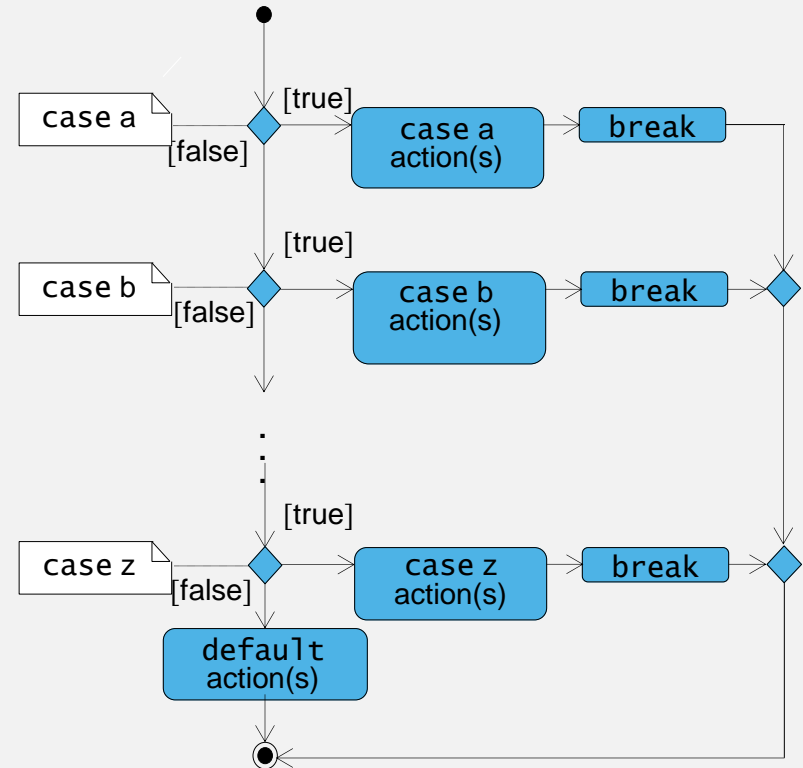 [true]
case a
case a
action(s)
break
[false]
[true]
case b
case b
action(s)
break
[false]
.
.
.
[true]
case z
case z
action(s)
break
[false]
default
action(s)